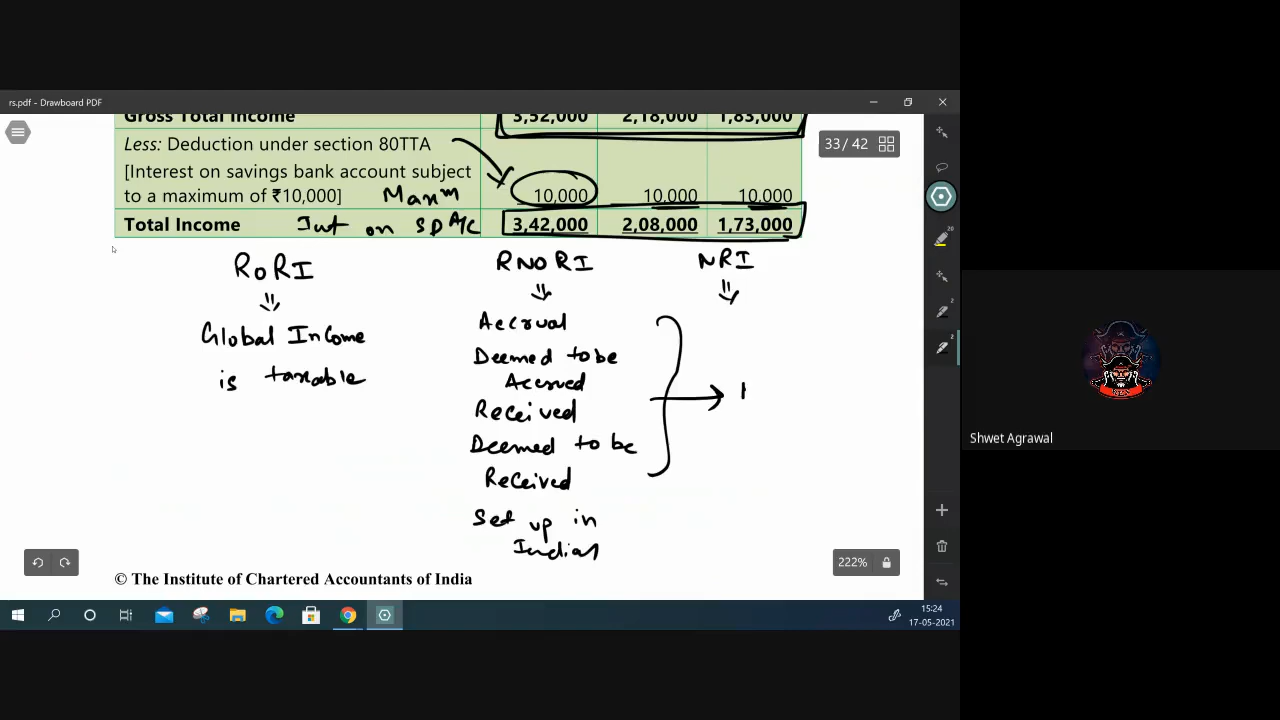 rs.pdf - Drawboard PDF
Gross Total Income 3,52,000 2,18,000 1,83,000
33 / 42
Less: Deduction under section 80TTA
[Interest on savings bank account subject
to a maximum of ₹10,000] Maxm 10,000 10,000 10,000
Total Income Int on SB A/C 3,42,000 2,08,000 1,73,000
RORI RNORI NRI
Global Income
is taxable
Accrual
Deemed to be
Accrued
Received
Deemed to be
Received
Set up in
India
Shwet Agrawal
222%
© The Institute of Chartered Accountants of India
15:24
17-05-2021